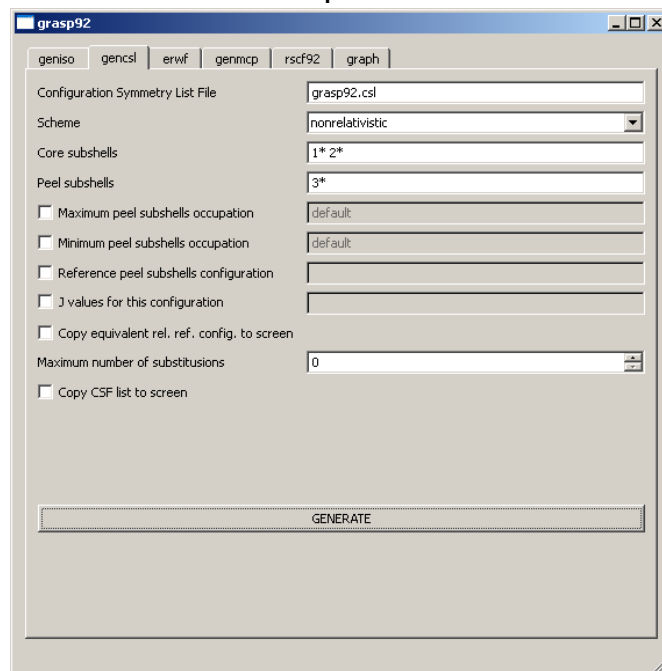 grasp92
geniso gencsl erwf genmcp rscf92 graph
Configuration Symmetry List File grasp92.csl
Scheme nonrelativistic
Core subshells 1* 2*
Peel subshells 3*
Maximum peel subshells occupation default
Minimum peel subshells occupation default
Reference peel subshells configuration
J values for this configuration
Copy equivalent rel. ref. config. to screen
Maximum number of substitusions 0
Copy CSF list to screen
GENERATE